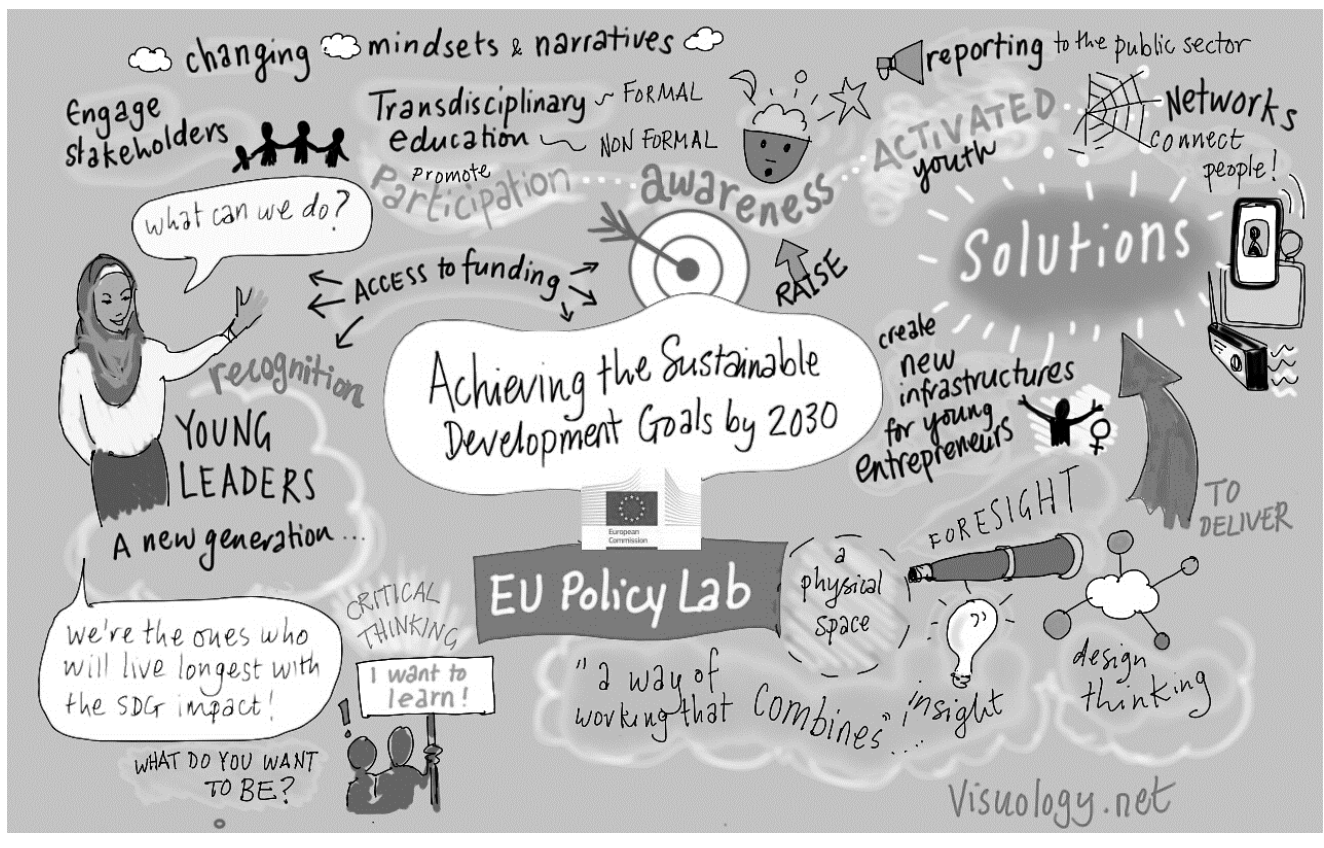 changing mindsets & narratives
Engage
stakeholders
Transdisciplinary
education
FORMAL
NON FORMAL
promote
Participation
awareness
RAISE
reporting to the public sector
ACTIVATED
youth
Networks
connect
people!
What can we do?
ACCESS to funding
Solutions
recognition
YOUNG
LEADERS
A new generation...
Achieving the Sustainable
Development Goals by 2030
European
Commission
EU Policy Lab
create
new
infrastructures
for young
entrepreneurs
TO
DELIVER
a
physical
space
FORESIGHT
"a way of
working that
Combines"....
insight
design
thinking
we're the ones who
will live longest with
the SDG impact!
CRITICAL
THINKING
I want to
learn!
!
WHAT DO YOU WANT
TO BE?
Visuology.net